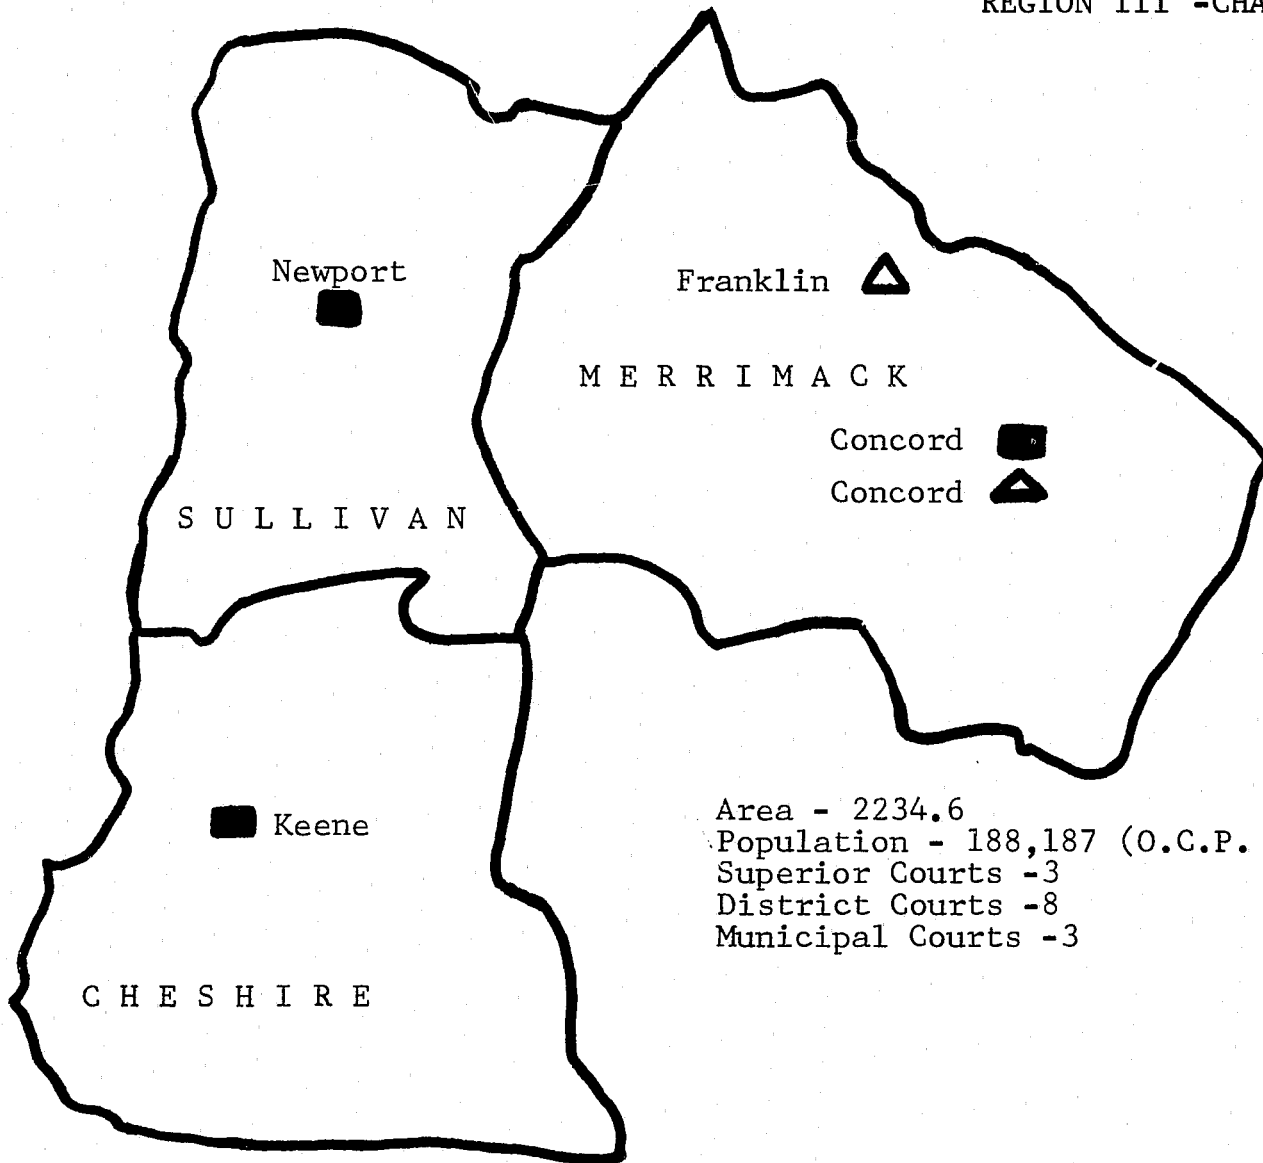 REGION III -CHA
Newport
Franklin
M E R R I M A C K
Concord
Concord
S U L L I V A N
Keene
Area - 2234.6
Population - 188,187 (O.C.P.
Superior Courts -3
District Courts -8
Municipal Courts -3
C H E S H I R E